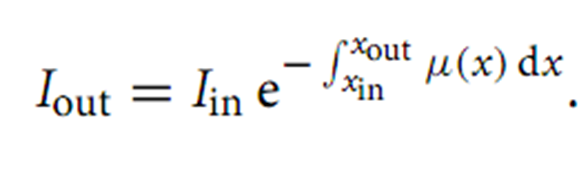 I_out = I_in e^{− ∫_{x_in}^{x_out} μ(x) dx}.